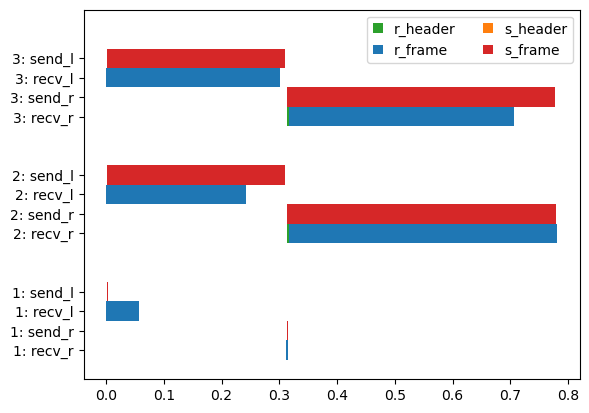 r_header s_header
r_frame s_frame
3: send_l
3: recv_l
3: send_r
3: recv_r
2: send_l
2: recv_l
2: send_r
2: recv_r
1: send_l
1: recv_l
1: send_r
1: recv_r
0.0 0.1 0.2 0.3 0.4 0.5 0.6 0.7 0.8